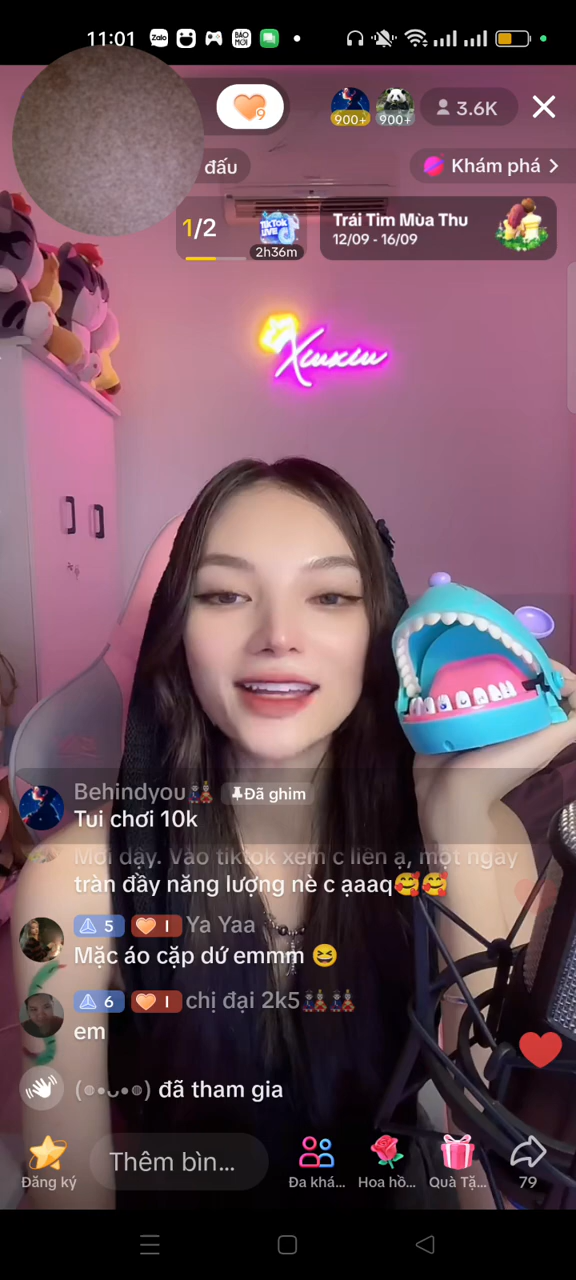 11:01
Zalo
BÁO MỚI
9
900+
900+
3.6K
đấu
Khám phá
1/2
TikTok LIVE
2h36m
Trái Tim Mùa Thu
12/09 - 16/09
Xiuxiu
Behindyou
Đã ghim
Tui chơi 10k
Mới dậy. Vào tiktok xem c liền ạ, một ngày
tràn đầy năng lượng nè c ạaaq🥰🥰
5 I Ya Yaa
Mặc áo cặp dứ emmm 😆
6 I chị đại 2k5🎎🎎
em
đã tham gia
Đăng ký
Thêm bìn...
Đa khá...
Hoa hồ...
Quà Tặ...
79